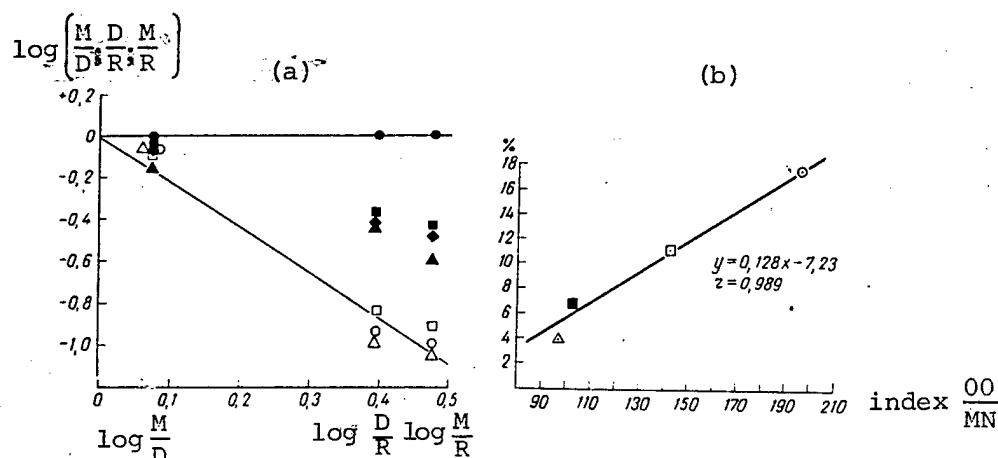 log(M/D; D/R; M/R)
(a)
(b)
+0,2
0
-0,2
-0,4
-0,6
-0,8
-1,0
0 0,1 0,2 0,3 0,4 0,5
log M/D log D/R log M/R
%
18
16
14
12
10
8
6
4
2
y=0,128x-7,23
r=0,989
90 110 130 150 170 190 210
index OO/MN